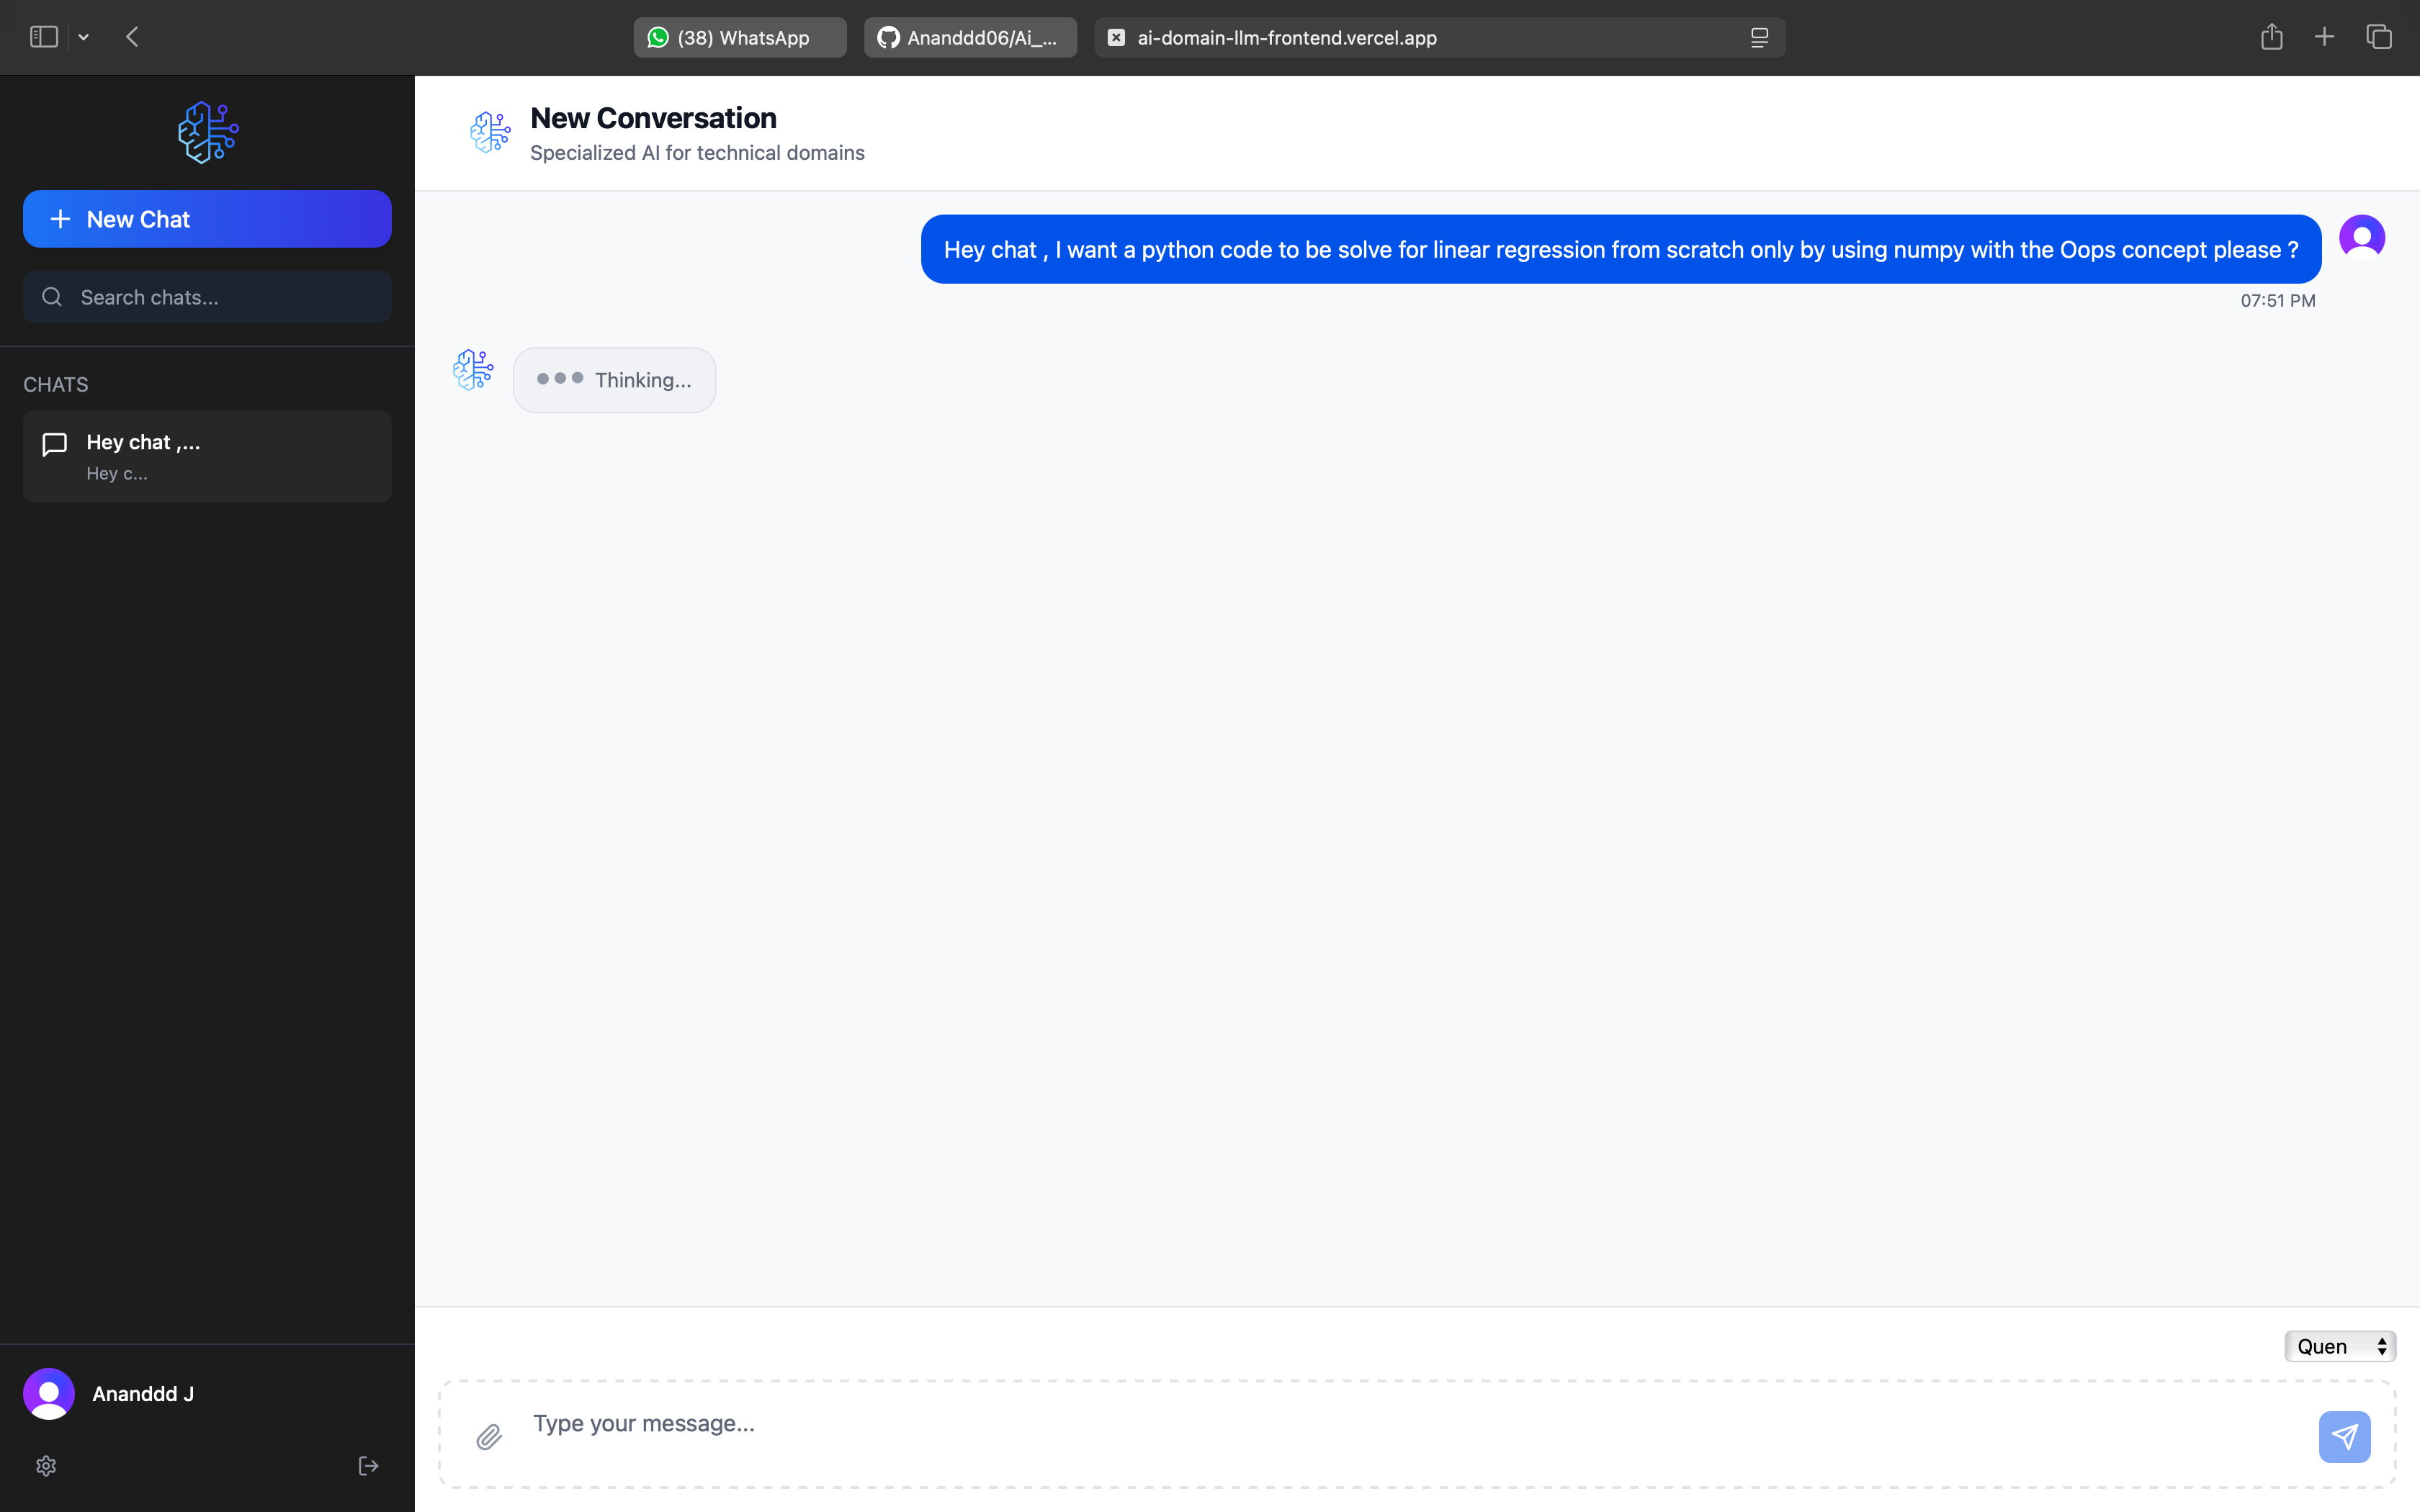 (38) WhatsApp
Ananddd06/Ai_...
ai-domain-llm-frontend.vercel.app
New Chat
Search chats...
CHATS
Hey chat ,...
Hey c...
Ananddd J
New Conversation
Specialized AI for technical domains
Hey chat , I want a python code to be solve for linear regression from scratch only by using numpy with the Oops concept please ?
07:51 PM
Thinking...
Quen
Type your message...